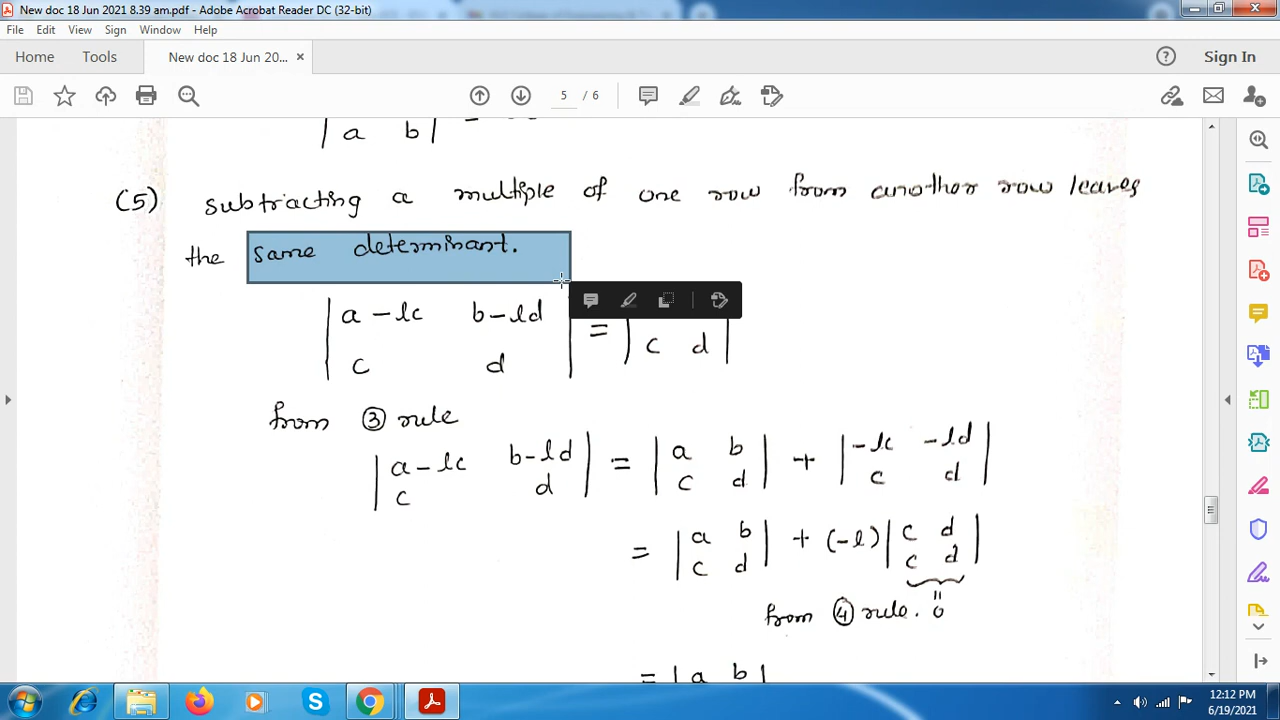 New doc 18 Jun 2021 8.39 am.pdf - Adobe Acrobat Reader DC (32-bit)
File Edit View Sign Window Help
Home Tools New doc 18 Jun 20... × ? Sign In
5 / 6
| a b | =
(5) subtracting a multiple of one row from another row leaves
the same determinant.
| a - lc b - ld |
| c d | = | c d |
from ③ rule
| a - lc b - ld | = | a b | + | -lc -ld |
| c d | | c d | | c d |
= | a b | + (-l) | c d |
| c d | | c d |
from ④ rule. = 0
= | a b |
12:12 PM
6/19/2021